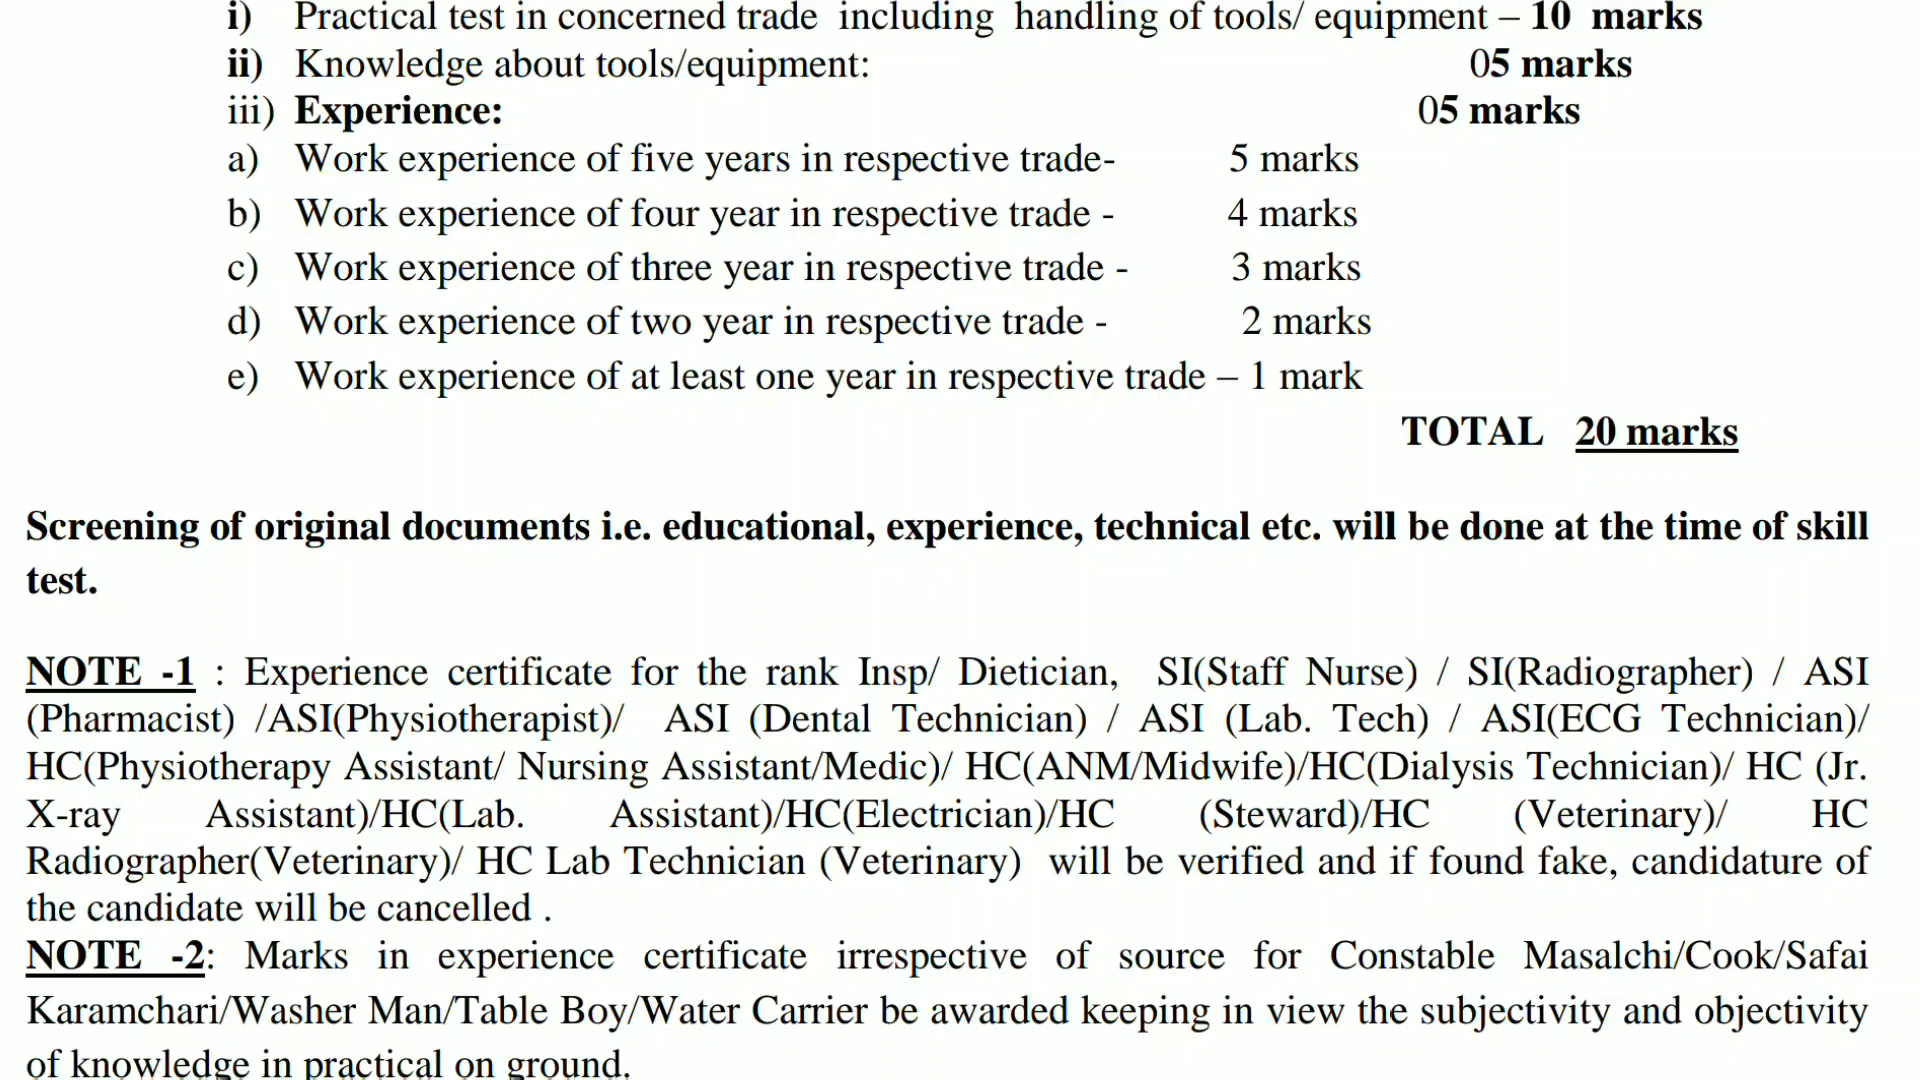 i) Practical test in concerned trade including handling of tools/ equipment – 10 marks
ii) Knowledge about tools/equipment: 05 marks
iii) Experience: 05 marks
a) Work experience of five years in respective trade- 5 marks
b) Work experience of four year in respective trade - 4 marks
c) Work experience of three year in respective trade - 3 marks
d) Work experience of two year in respective trade - 2 marks
e) Work experience of at least one year in respective trade – 1 mark
TOTAL 20 marks
Screening of original documents i.e. educational, experience, technical etc. will be done at the time of skill
test.
NOTE -1 : Experience certificate for the rank Insp/ Dietician, SI(Staff Nurse) / SI(Radiographer) / ASI
(Pharmacist) /ASI(Physiotherapist)/ ASI (Dental Technician) / ASI (Lab. Tech) / ASI(ECG Technician)/
HC(Physiotherapy Assistant/ Nursing Assistant/Medic)/ HC(ANM/Midwife)/HC(Dialysis Technician)/ HC (Jr.
X-ray Assistant)/HC(Lab. Assistant)/HC(Electrician)/HC (Steward)/HC (Veterinary)/ HC
Radiographer(Veterinary)/ HC Lab Technician (Veterinary) will be verified and if found fake, candidature of
the candidate will be cancelled .
NOTE -2: Marks in experience certificate irrespective of source for Constable Masalchi/Cook/Safai
Karamchari/Washer Man/Table Boy/Water Carrier be awarded keeping in view the subjectivity and objectivity
of knowledge in practical on ground.